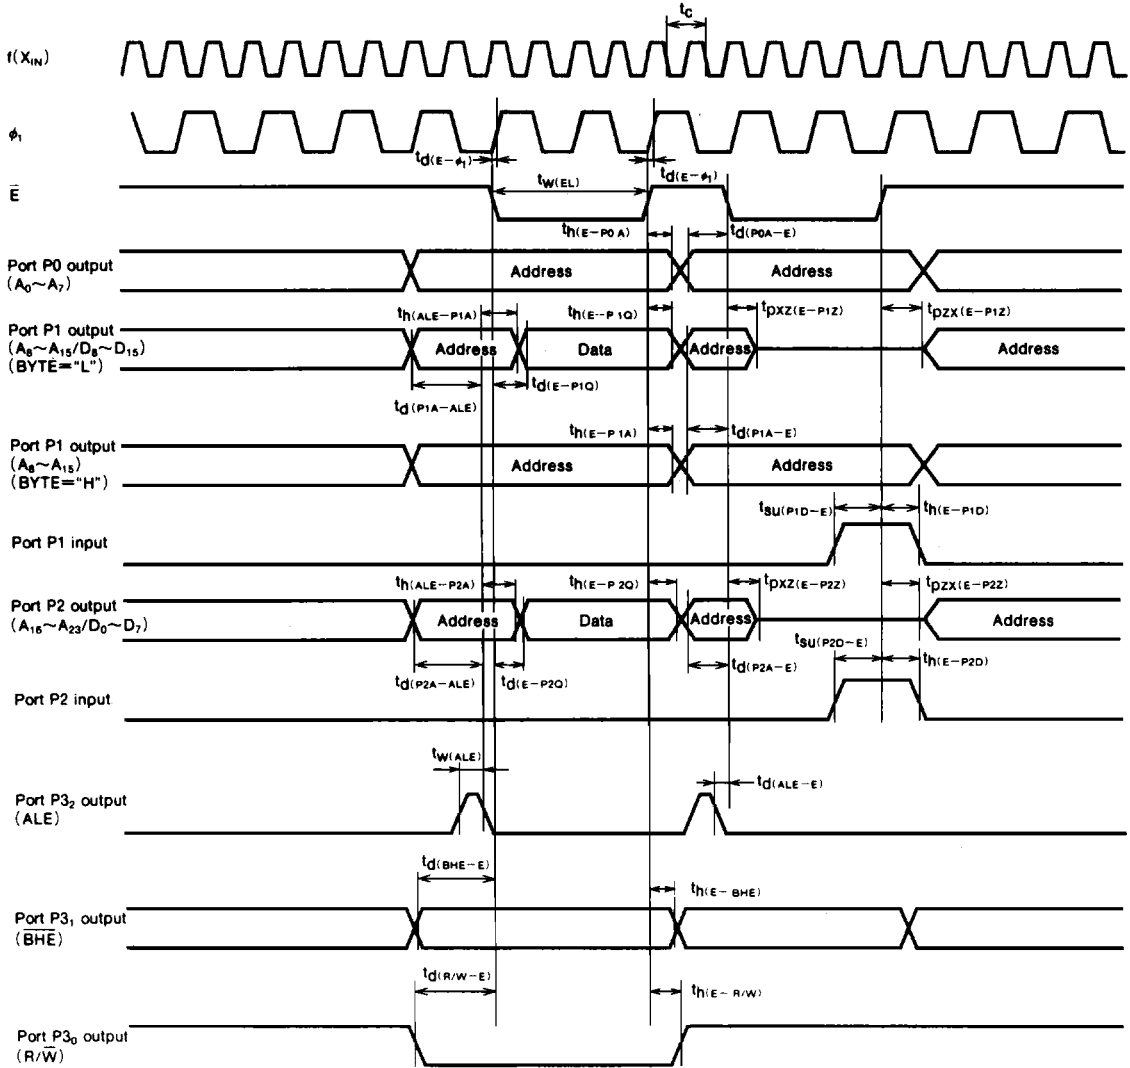 tC
f(XIN)
ϕ1
td(E−ϕ1)
td(E−ϕ1)
E̅
tW(EL)
th(E−P0A)
td(P0A−E)
Port P0 output
(A0~A7)
Address
Address
th(ALE−P1A)
th(E−P1Q)
tpxz(E−P1Z)
tpzx(E−P1Z)
Port P1 output
(A8~A15/D8~D15)
(BYTE="L")
Address
Data
Address
Address
td(P1A−ALE)
td(E−P1Q)
th(E−P1A)
td(P1A−E)
Port P1 output
(A8~A15)
(BYTE="H")
Address
Address
tsu(P1D−E)
th(E−P1D)
Port P1 input
th(ALE−P2A)
th(E−P2Q)
tpxz(E−P2Z)
tpzx(E−P2Z)
Port P2 output
(A16~A23/D0~D7)
Address
Data
Address
Address
tsu(P2D−E)
th(E−P2D)
td(P2A−ALE)
td(E−P2Q)
td(P2A−E)
Port P2 input
tW(ALE)
td(ALE−E)
Port P32 output
(ALE)
td(BHE−E)
th(E−BHE)
Port P31 output
(B̅H̅E̅)
td(R/W−E)
th(E−R/W)
Port P30 output
(R/W̅)